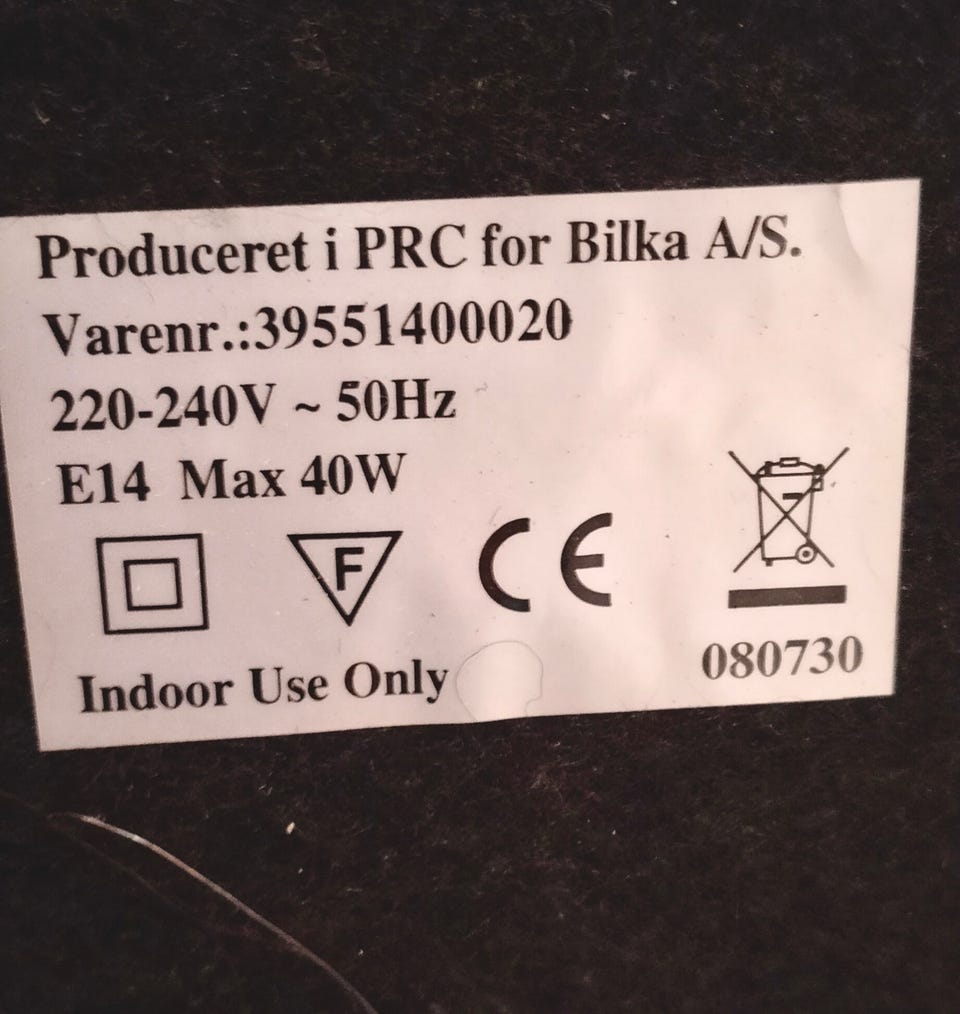 Produceret i PRC for Bilka A/S.
Varenr.:39551400020
220-240V ~ 50Hz
E14 Max 40W
F CE
080730
Indoor Use Only